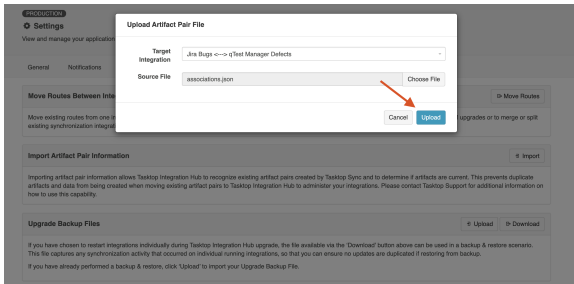 PRODUCTION
Settings
View and manage your application
General Notifications
Upload Artifact Pair File
Target Integration
Jira Bugs <---> qTest Manager Defects
Source File
associations.json
Choose File
Cancel Upload
Move Routes Between Inte
Move Routes
Move existing routes from one in
l upgrades or to merge or split
existing synchronization integrat
Import Artifact Pair Information
Import
Importing artifact pair information allows Tasktop Integration Hub to recognize existing artifact pairs created by Tasktop Sync and to determine if artifacts are current. This prevents duplicate
artifacts and data from being created when moving existing artifact pairs to Tasktop Integration Hub to administer your integrations. Please contact Tasktop Support for additional information on
how to use this capability.
Upgrade Backup Files
Upload Download
If you have chosen to restart integrations individually during Tasktop Integration Hub upgrade, the file available via the 'Download' button above can be used in a backup & restore scenario.
This file captures any synchronization activity that occured on individual running integrations, so that you can ensure no updates are duplicated if restoring from backup.
If you have already performed a backup & restore, click 'Upload' to import your Upgrade Backup File.